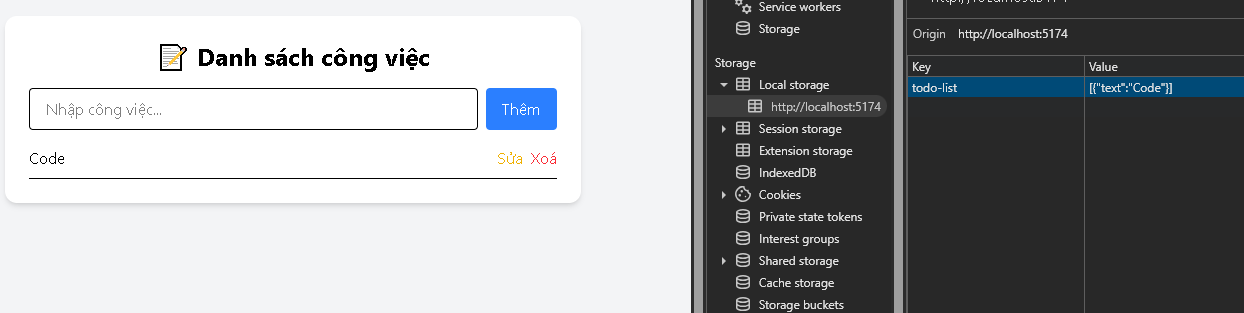 📝 Danh sách công việc
Nhập công việc...
Thêm
Code
Sửa Xoá
Service workers
Storage
Storage
Local storage
http://localhost:5174
Session storage
Extension storage
IndexedDB
Cookies
Private state tokens
Interest groups
Shared storage
Cache storage
Storage buckets
Origin http://localhost:5174
Key Value
todo-list [{"text":"Code"}]